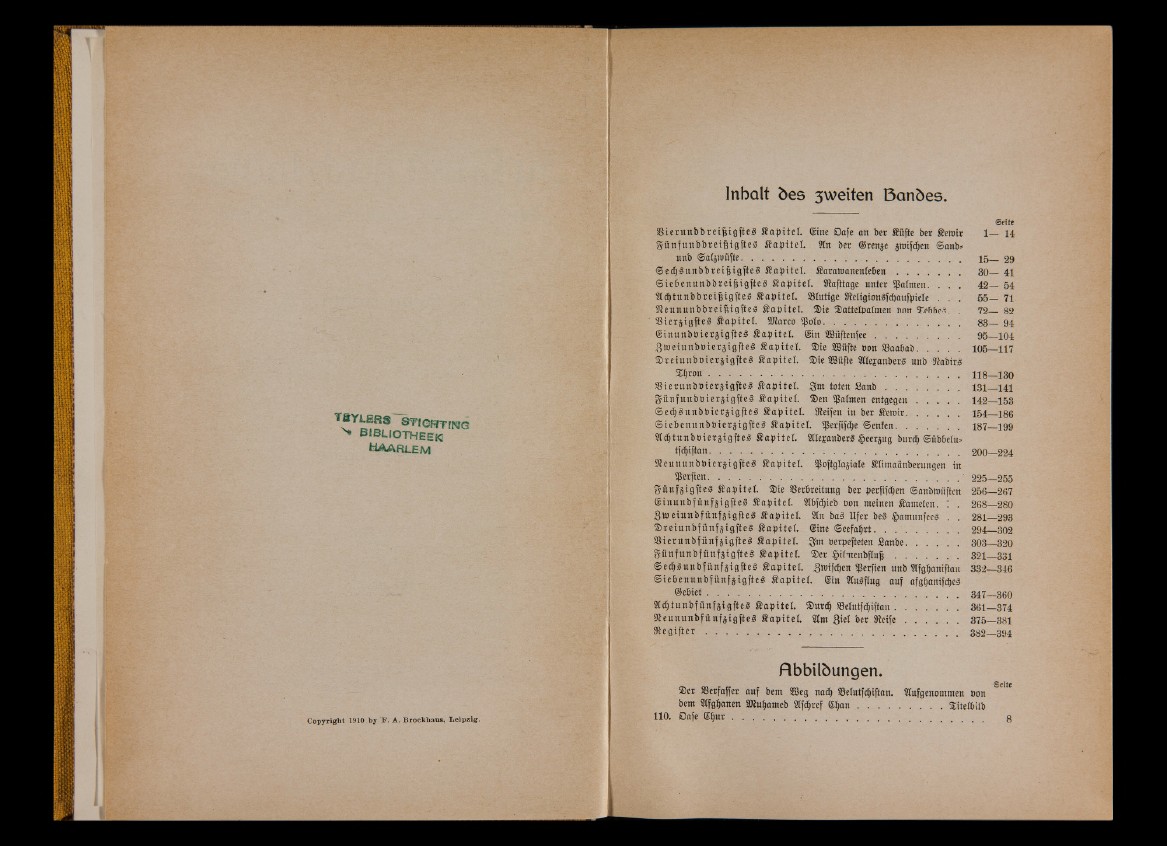 TEYLERS STICHTING
BIBLIOTHEEK
HAARLEM
Copyright 1910 by F. A. Brockhaus, Leipzig.
Inhalt des zweiten Bandes.
Seite
Vierunddreißigstes Kapitel. Eine Oase an der Küste der Kewir 1— 14
Fünfunddreißigstes Kapitel. An der Grenze zwischen Sand-
und Salzwüste. . . . . . . . . . . . . . . . . . . . . . 15— 29
Sechsunddreißigstes Kapitel. Karawanenleben . . . . . . . 30— 41
Siebenunddreißigstes Kapitel. Rasttage unter Palmen. . . . 42— 54
Achtunddreißigstes Kapitel. Blutige Religionsschauspiele . . . 55— 71
Neununddreißigstes Kapitel. Die Dattelpalmen von Tebbes. . 72— 82
Vierzigstes Kapitel. Marco Polo. . . . . . . . . . . . . . 83— 94
Einundvierzigstes Kapitel. Ein Wüstensee . . . . . . . . . 95—104
Zweiundvierzigstes Kapitel. Die Wüste von Bahabad. . . . . 105—117
Dreiundvierzigstes Kapitel. Die Wüste Alexanders und Nadirs
Thron . . . . . . . . . . . . . . . . . . . . . . . . . 118—130
Vierundvierzigstes Kapitel. Im toten Land . . . . . . . . 131—141
Fünfundvierzigstes Kapitel. Den Palmen entgegen . . . . . 142—153
Sechsundvierzigstes Kapitel. Reisen in der Kewir. . . . . . 154—186
Siebenundvierzigstes Kapitel. Persische Senken. . . . . . . 187—199
Achtundvierzigstes Kapitel. Alexanders Heerzug durch Südbelu-
tschistan. . . . . . . . . . . . . . . . . . . . . . . . . 200—224
Neunundvierzigstes Kapitel. Postglaziale Klimaänderungen in
Persien. . . . . . . . . . . . . . . . . . . . . . . . . 225—255
Fünfzigstes Kapitel. Die Verbreitung der persischen Sandwüsten 256—267
Einundfünfzigstes Kapitel. Abschied von meinen Kamelen. . . 268—280
Zweiundfünfzigstes Kapitel. An das Ufer des Hamunsees . . 281—293
Dreiundfünfzigstes Kapitel. Eine Seefahrt. . . . . . . . . 294—302
Vierundfünfzigstes Kapitel. Im verpesteten Lande. . . . . . 303—320
Fünfundfünfzigstes Kapitel. Der Hilmendfluß . . . . . . . 321—331
Sechsundfünfzigstes Kapitel. Zwischen Persien und Afghanistan 332—346
Siebenundfünfzigstes Kapitel. Ein Ausflug auf afghanisches
Gebiet . . . . . . . . . . . . . . . . . . . . . . . . . 347—360
Achtundfünfzigstes Kapitel. Durch Belutschistan . . . . . . . 361—374
Neunundfünfzigstes Kapitel. Am Ziel der Reise . . . . . . 375—381
Register . . . . . . . . . . . . . . . . . . . . . . . . . 382—394
Abbildungen.
Seite
Der Verfasser auf dem Weg nach Belutschistan. Aufgenommen von
dem Afghanen Muhamed Aschref Chan . . . . . . . . . Titelbild
110. Oase Chur . . . . . . . . . . . . . . . . . . . . . . . . . 8